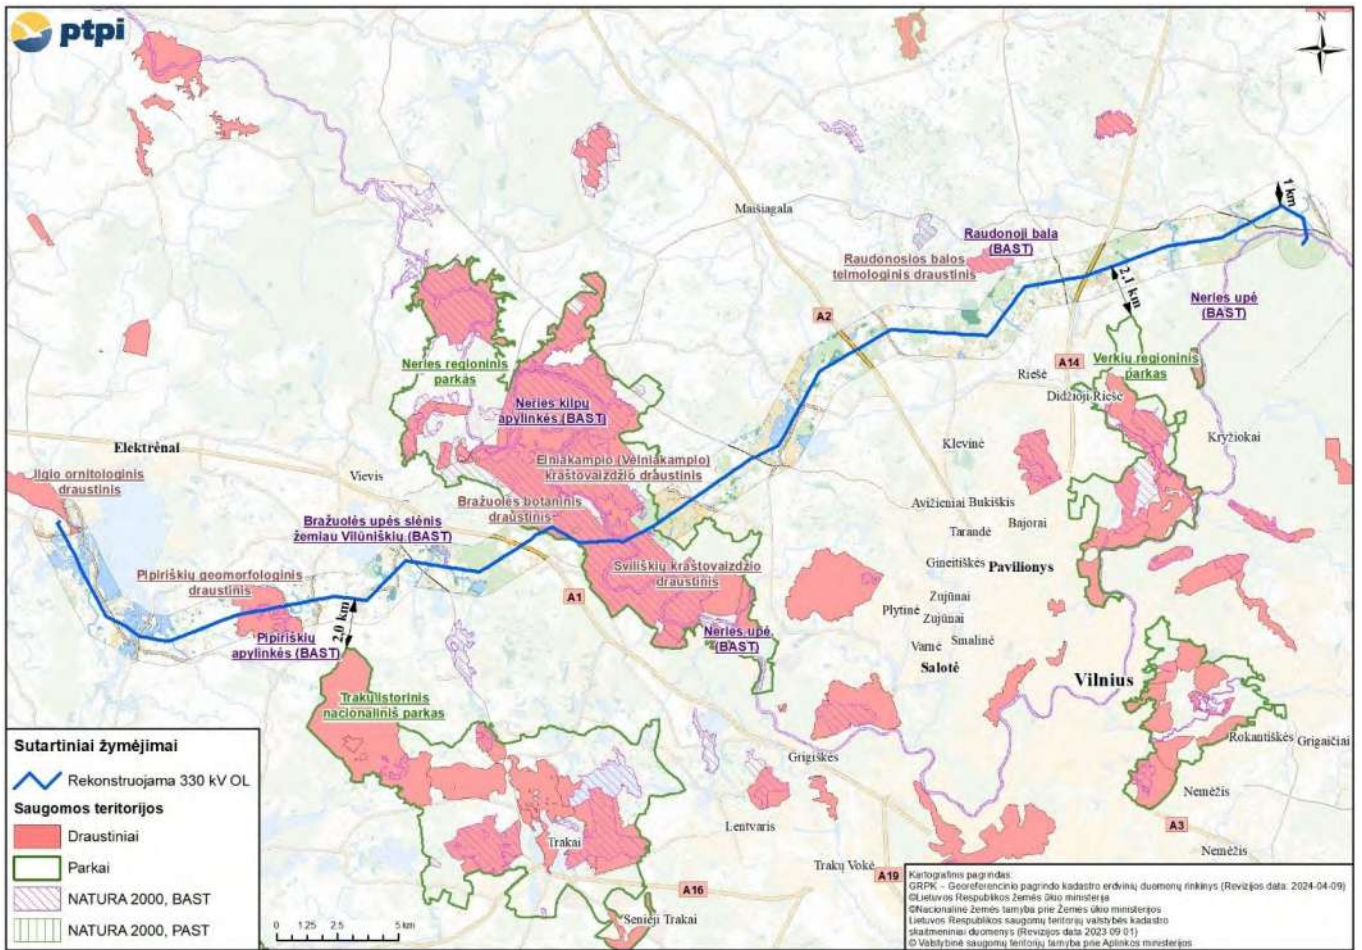 ptpi
N
Maišiagala
1 km
Raudonoji bala
(BAST)
Raudonosios balos
telmologinis draustinis
2,1 km
Neries upė
(BAST)
A2
A14
Riešė
Verkių regioninis
parkas
Didžioji Riešė
Neries regioninis
parkas
Neries kilpų
apylinkės (BAST)
Kryžiokai
Klevinė
Elektrėnai
Vievis
Elniakampio (Velniakampio)
kraštovaizdžio draustinis
Ilgio ornitologinis
draustinis
Bražuolės botaninis
draustinis
Avižieniai Bukiškis
Bajorai
Tarandė
Bražuolės upės slėnis
žemiau Vilūniškių (BAST)
Gineitiškės
Pavilionys
Sviliškių kraštovaizdžio
draustinis
Pipiriškių geomorfologinis
draustinis
A1
Zujūnai
Plytinė
Zujūnai
2,0 km
Pipiriškių
apylinkės (BAST)
Neries upė
(BAST)
Varnė
Smalinė
Salotė
Vilnius
Trakų istorinis
nacionalinis parkas
Rokantiškės
Grigaičiai
Grigiškės
Nemėžis
Lentvaris
A3
Nemėžis
Trakai
Trakų Vokė
A19
A16
Senieji Trakai
Sutartiniai žymėjimai
Rekonstruojama 330 kV OL
Saugomos teritorijos
Draustiniai
Parkai
NATURA 2000, BAST
NATURA 2000, PAST
0 1,25 2,5 5 km
Kartografinis pagrindas:
GRPK – Georeferencinio pagrindo kadastro erdvinių duomenų rinkinys (Revizijos data: 2024-04-09)
©Lietuvos Respublikos Žemės ūkio ministerija
©Nacionalinė žemės tarnyba prie Žemės ūkio ministerijos
Lietuvos Respublikos saugomų teritorijų valstybės kadastro
skaitmeniniai duomenys (Revizijos data 2023 09 01)
© Valstybinė saugomų teritorijų tarnyba prie Aplinkos ministerijos